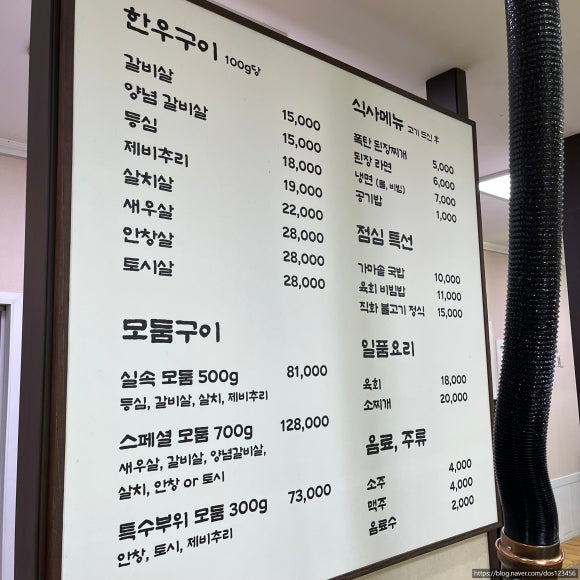 한우구이 100g당
갈비살 15,000
양념 갈비살 15,000
등심 18,000
제비추리 19,000
살치살 22,000
새우살 28,000
안창살 28,000
토시살 28,000
모둠구이
실속 모둠 500g 81,000
등심, 갈비살, 살치, 제비추리
스페셜 모둠 700g 128,000
새우살, 갈비살, 양념갈비살,
살치, 안창 or 토시
특수부위 모둠 300g 73,000
안창, 토시, 제비추리
식사메뉴 고기 드신 후
폭탄 된장찌개 5,000
된장 라면 6,000
냉면 (물, 비빔) 7,000
공기밥 1,000
점심 특선
가마솥 국밥 10,000
육회 비빔밥 11,000
직화 불고기 정식 15,000
일품요리
육회 18,000
소찌개 20,000
음료, 주류
소주 4,000
맥주 4,000
음료수 2,000
https://blog.naver.com/dos123456